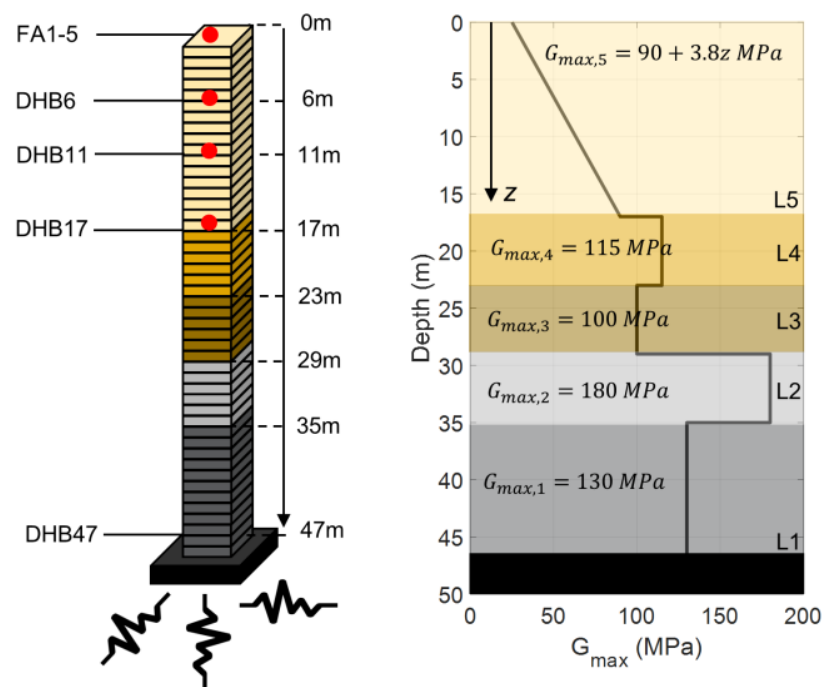 FA1-5
DHB6
DHB11
DHB17
DHB47
0m
6m
11m
17m
23m
29m
35m
47m
0
5
10
15
20
25
30
35
40
45
50
Depth (m)
G_max,5 = 90 + 3.8z MPa
z
L5
G_max,4 = 115 MPa
L4
G_max,3 = 100 MPa
L3
G_max,2 = 180 MPa
L2
G_max,1 = 130 MPa
L1
0 50 100 150 200
G_max (MPa)